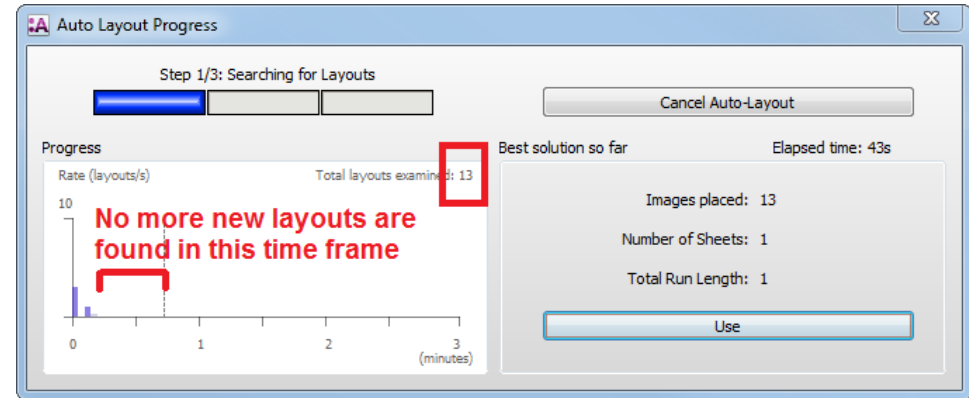 :A Auto Layout Progress
Step 1/3: Searching for Layouts
Cancel Auto-Layout
Progress
Rate (layouts/s)
Total layouts examined: 13
10
No more new layouts are
found in this time frame
0 1 2 3
(minutes)
Best solution so far
Elapsed time: 43s
Images placed: 13
Number of Sheets: 1
Total Run Length: 1
Use